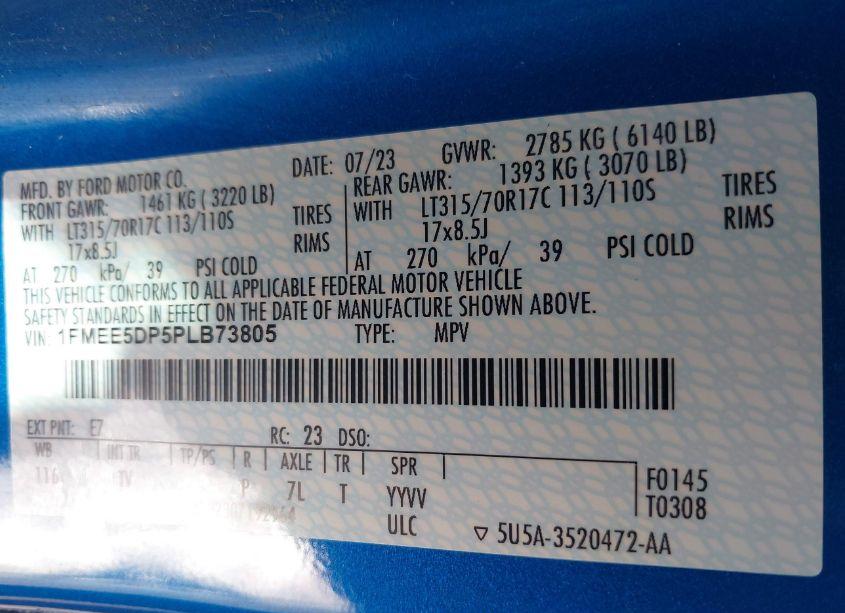 MFD. BY FORD MOTOR CO. DATE: 07/23 GVWR: 2785 KG ( 6140 LB)
FRONT GAWR: 1461 KG ( 3220 LB) REAR GAWR: 1393 KG ( 3070 LB)
WITH LT315/70R17C 113/110S TIRES WITH LT315/70R17C 113/110S TIRES
17x8.5J RIMS 17x8.5J RIMS
AT 270 kPa/ 39 PSI COLD AT 270 kPa/ 39 PSI COLD
THIS VEHICLE CONFORMS TO ALL APPLICABLE FEDERAL MOTOR VEHICLE
SAFETY STANDARDS IN EFFECT ON THE DATE OF MANUFACTURE SHOWN ABOVE.
VIN: 1FMEE5DP5PLB73805 TYPE: MPV
EXT PNT: E7 RC: 23 DSO:
WB INT TR TP/PS R AXLE TR SPR F0145
116 TV P 7L T YYVV T0308
ULC ▽ 5U5A-3520472-AA